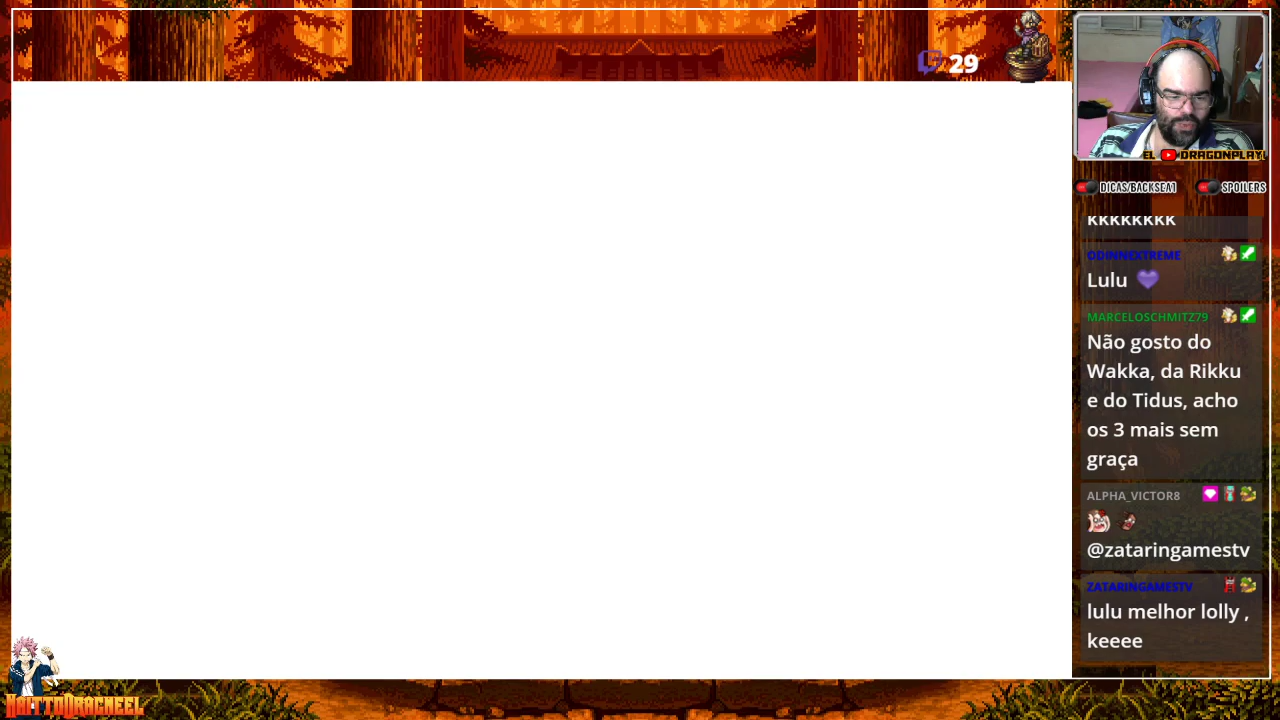 29
EL DRAGONPLAY
DICAS/BACKSEAT
SPOILERS
KKKKKKKK
ODINNEXTREME
Lulu
MARCELOSCHMITZ79
Não gosto do
Wakka, da Rikku
e do Tidus, acho
os 3 mais sem
graça
ALPHA_VICTOR8
@zataringamestv
ZATARINGAMESTV
lulu melhor lolly ,
keeee